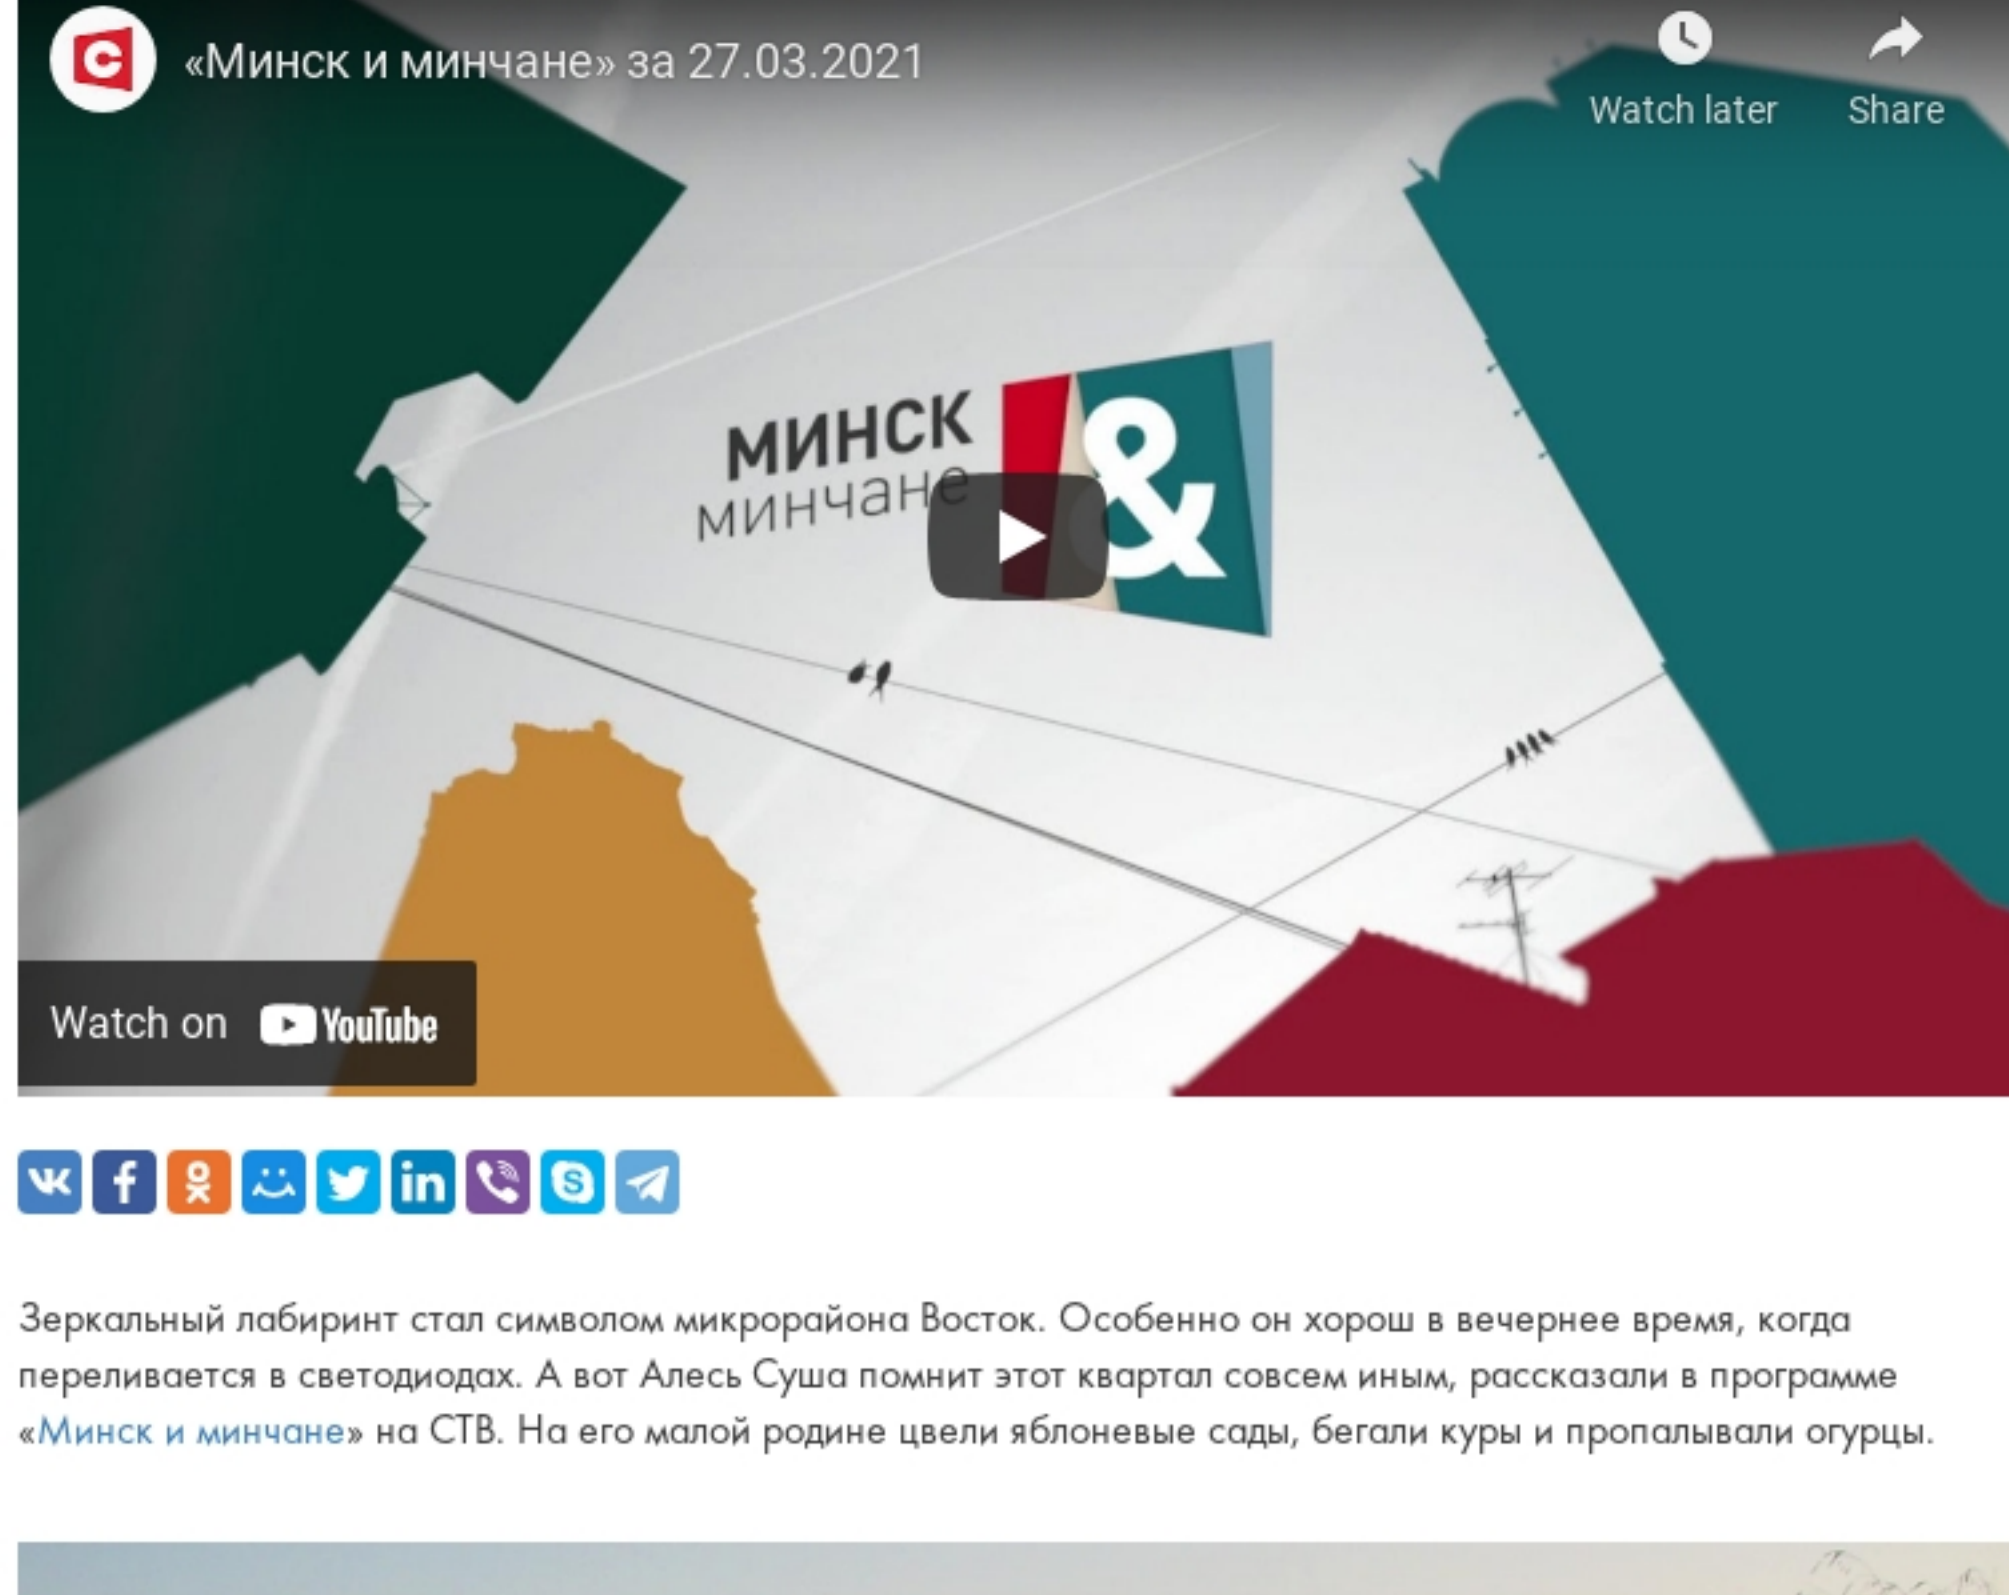 «Минск и минчане» за 27.03.2021
Watch later
Share
МИНСК
минчане
&
Watch on YouTube
Зеркальный лабиринт стал символом микрорайона Восток. Особенно он хорош в вечернее время, когда
переливается в светодиодах. А вот Алесь Суша помнит этот квартал совсем иным, рассказали в программе
«Минск и минчане» на СТВ. На его малой родине цвели яблоневые сады, бегали куры и пропалывали огурцы.